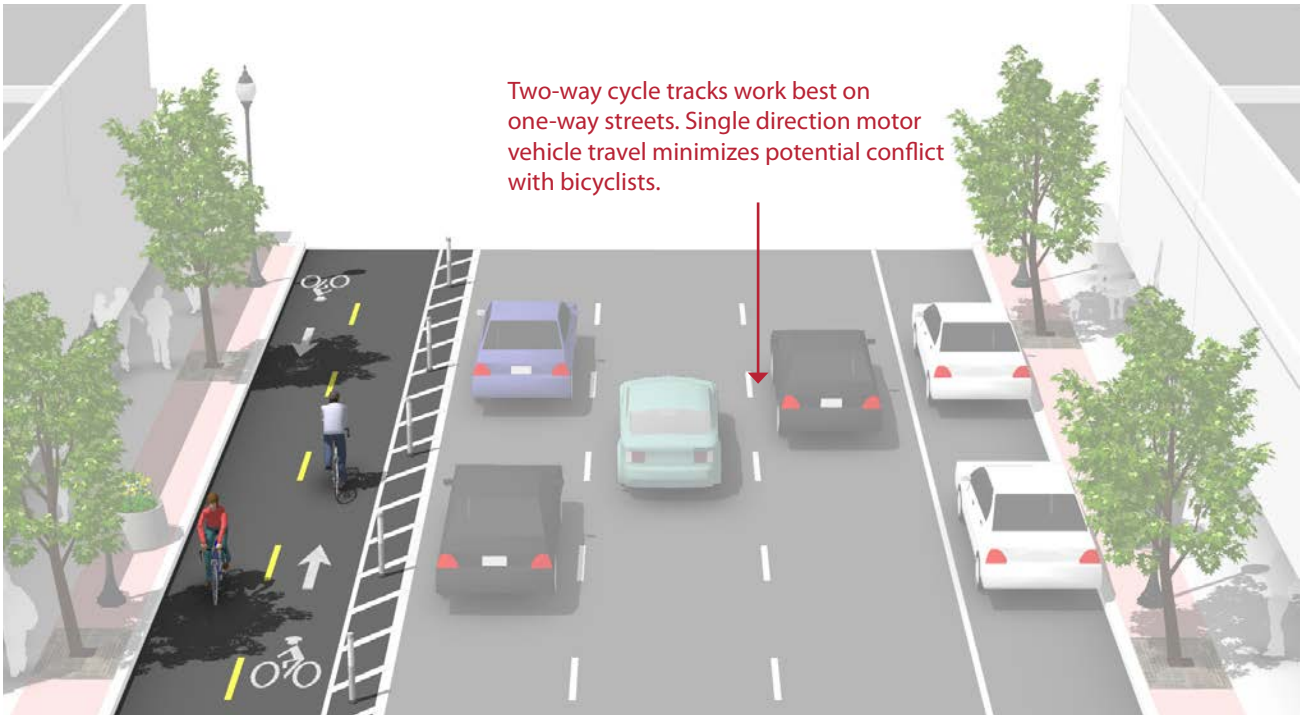 Two-way cycle tracks work best on
one-way streets. Single direction motor
vehicle travel minimizes potential conflict
with bicyclists.